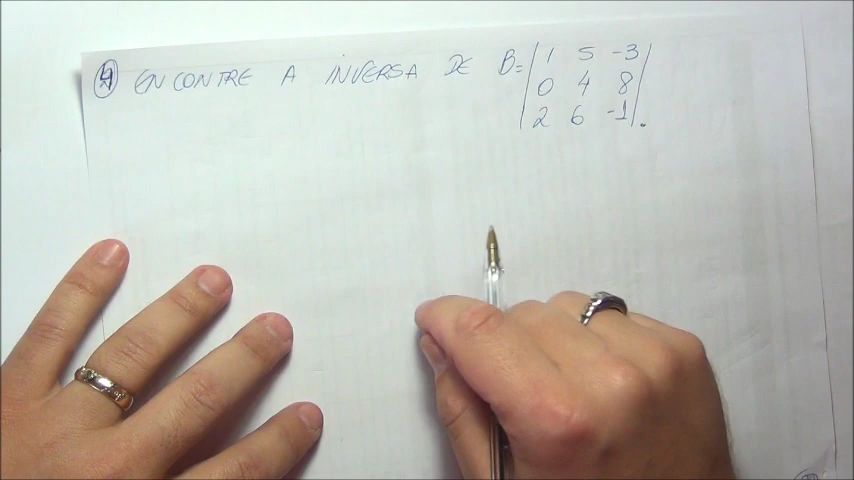 4 ENCONTRE A INVERSA DE B= | 1 5 -3 |
| 0 4 8 |
| 2 6 -1 | .